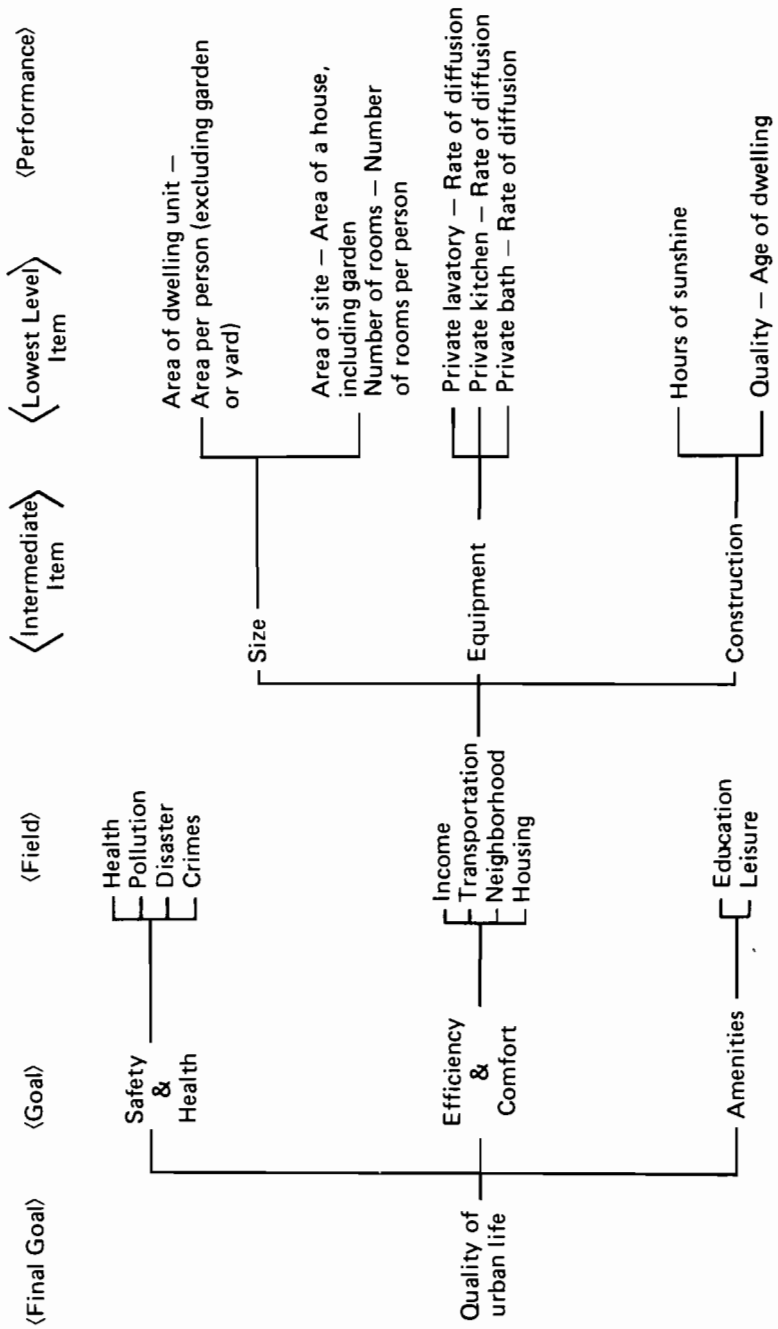 〈Final Goal〉
〈Goal〉
〈Field〉
〈Intermediate〉
Item
〈Lowest Level〉
Item
〈Performance〉
Quality of
urban life
Safety
&
Health
Efficiency
&
Comfort
Amenities
Health
Pollution
Disaster
Crimes
Income
Transportation
Neighborhood
Housing
Education
Leisure
Size
Equipment
Construction
Area of dwelling unit —
Area per person (excluding garden
or yard)
Area of site — Area of a house,
including garden
Number of rooms — Number
of rooms per person
Private lavatory — Rate of diffusion
Private kitchen — Rate of diffusion
Private bath — Rate of diffusion
Hours of sunshine
Quality — Age of dwelling